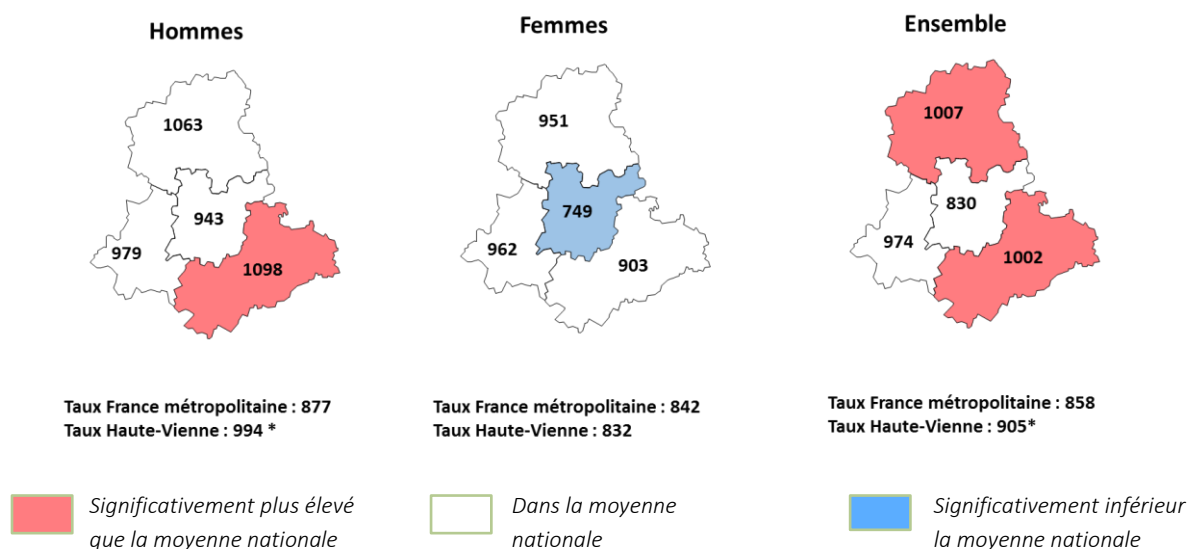 Hommes
1063
943
979
1098
Taux France métropolitaine : 877
Taux Haute-Vienne : 994 *
Femmes
951
749
962
903
Taux France métropolitaine : 842
Taux Haute-Vienne : 832
Ensemble
1007
830
974
1002
Taux France métropolitaine : 858
Taux Haute-Vienne : 905*
Significativement plus élevé
que la moyenne nationale
Dans la moyenne
nationale
Significativement inférieur
la moyenne nationale